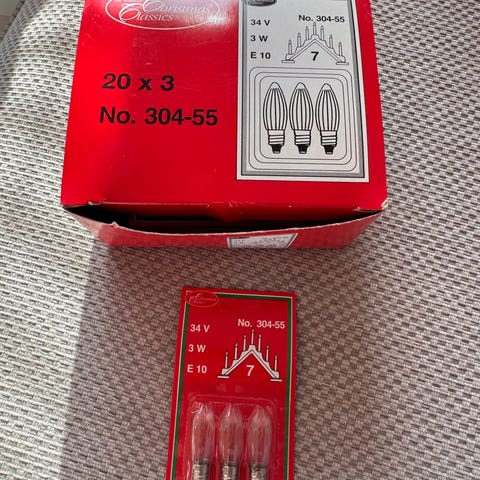 Christmas
Classics
34 V
No. 304-55
3 W
E 10
7
20 x 3
No. 304-55
Christmas
34 V
No. 304-55
3 W
E 10
7